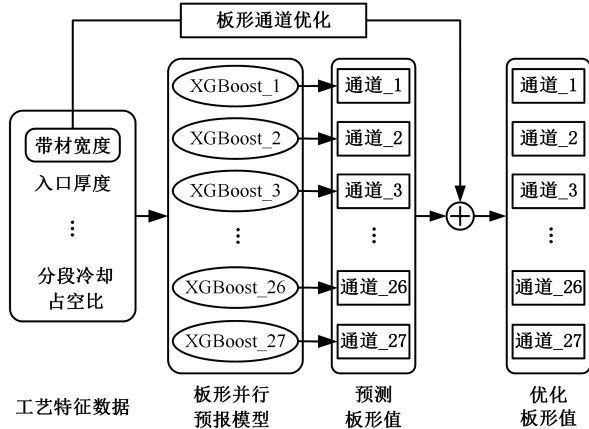 板形通道优化
XGBoost_1
通道_1
通道_1
XGBoost_2
通道_2
通道_2
带材宽度
入口厚度
XGBoost_3
通道_3
通道_3
⋮
⋮
⋮
⋮
分段冷却
占空比
XGBoost_26
通道_26
通道_26
XGBoost_27
通道_27
通道_27
工艺特征数据
板形并行
预报模型
预测
板形值
优化
板形值